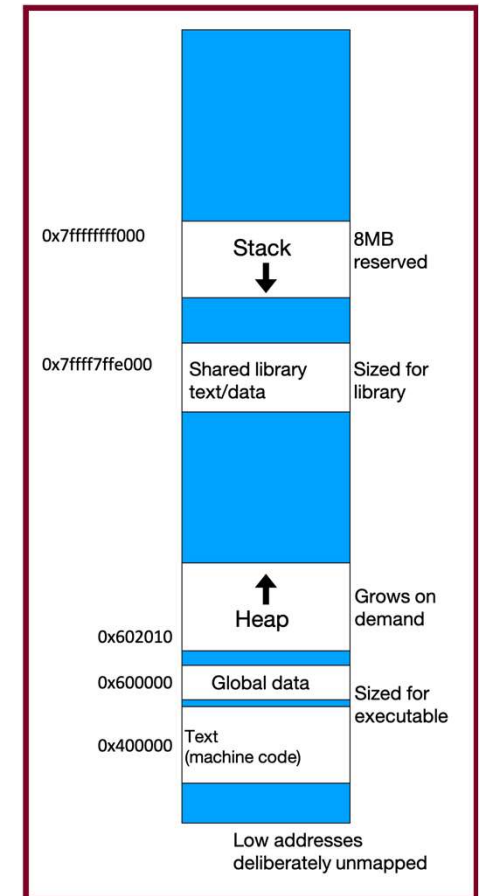 0x7ffffffff000
Stack
8MB
reserved
0x7ffff7ffe000
Shared library
text/data
Sized for
library
Heap
Grows on
demand
0x602010
0x600000
Global data
Sized for
executable
0x400000
Text
(machine code)
Low addresses
deliberately unmapped